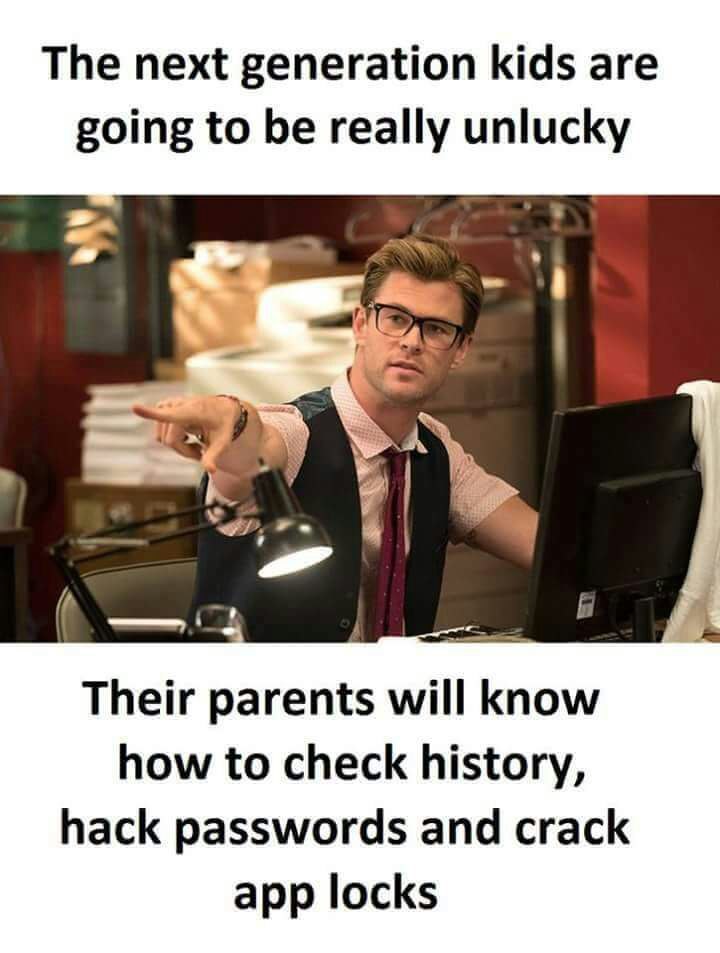 The next generation kids are
going to be really unlucky
Their parents will know
how to check history,
hack passwords and crack
app locks